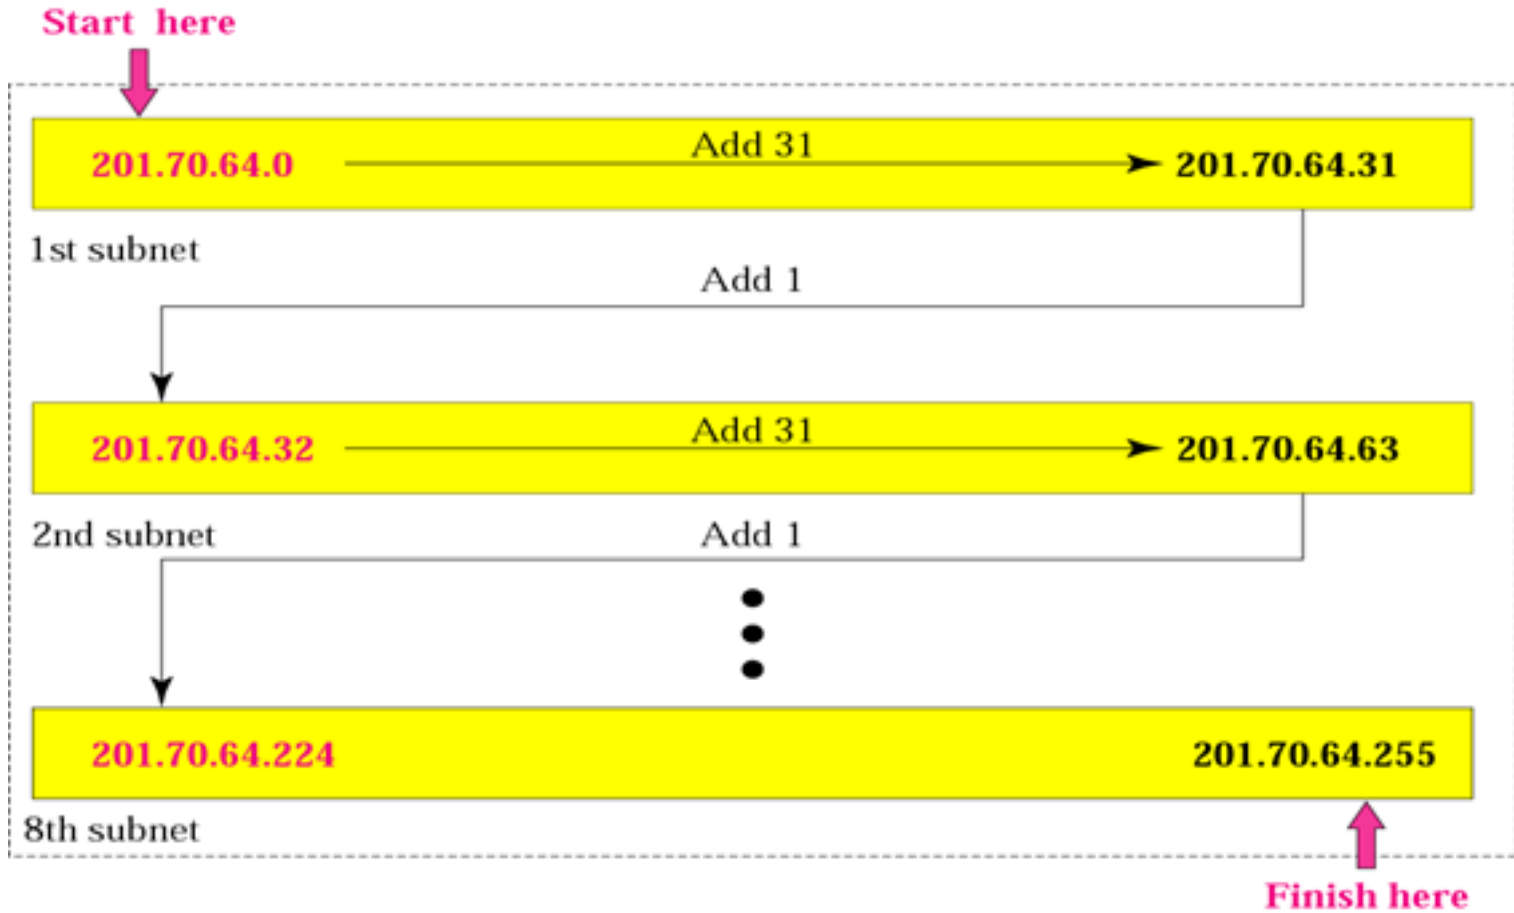 Start here
201.70.64.0 Add 31 201.70.64.31
1st subnet
Add 1
201.70.64.32 Add 31 201.70.64.63
2nd subnet Add 1
201.70.64.224 201.70.64.255
8th subnet
Finish here